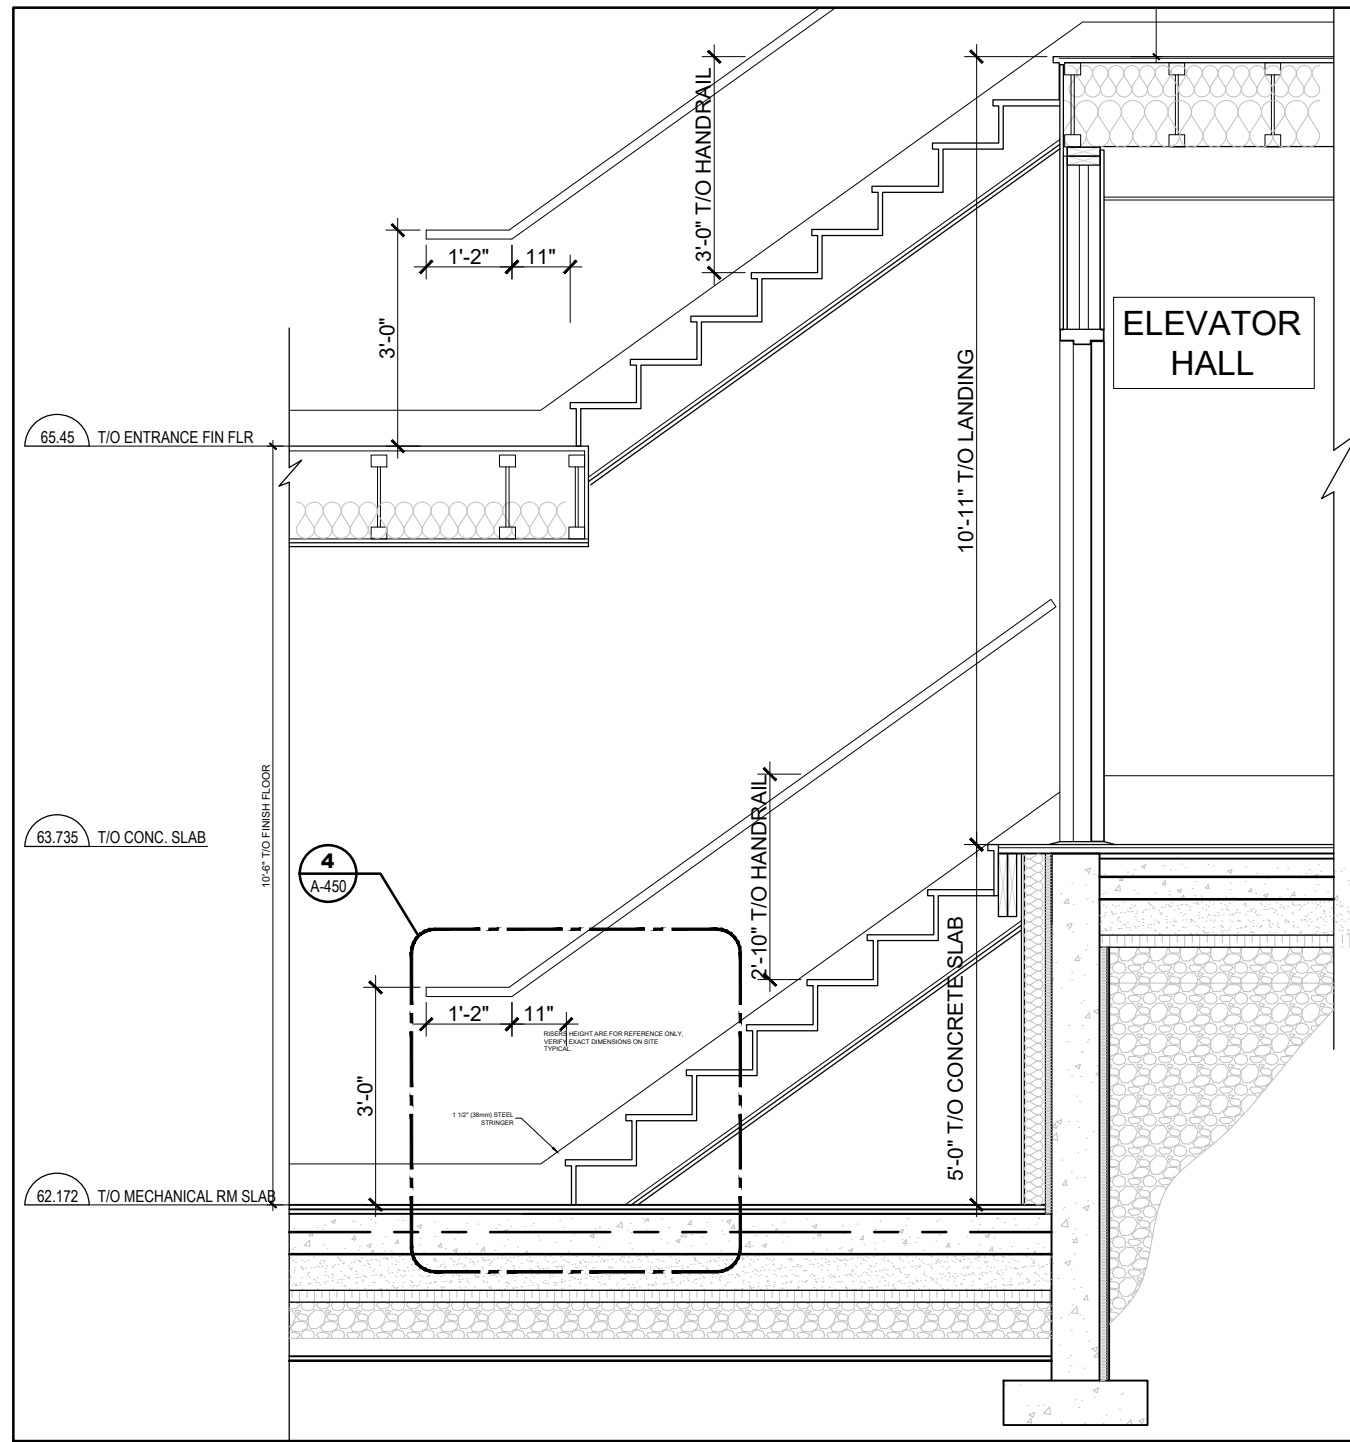 3'-0" T/O HANDRAIL
1'-2"
11"
3'-0"
ELEVATOR
HALL
10'-11" T/O LANDING
65.45
T/O ENTRANCE FIN FLR
10'-6" T/O FINISH FLOOR
63.735
T/O CONC. SLAB
4
A-450
2'-10" T/O HANDRAIL
5'-0" T/O CONCRETE SLAB
1'-2"
11"
RISERS HEIGHT ARE FOR REFERENCE ONLY,
VERIFY EXACT DIMENSIONS ON SITE
TYPICAL.
3'-0"
1 1/2" (38mm) STEEL
STRINGER
62.172
T/O MECHANICAL RM SLAB